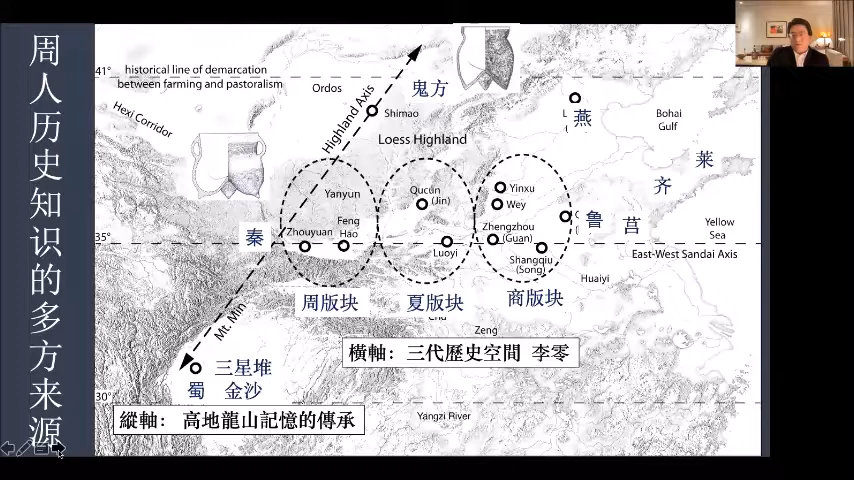 周人历史知识的多方来源
41°
historical line of demarcation
between farming and pastoralism
Hexi Corridor
Ordos
Highland Axis
鬼方
Shimao
Loess Highland
燕
Bohai
Gulf
莱
齐
Yanyun
Qucun
(Jin)
Yinxu
Wey
秦
Feng
Hao
Zhouyuan
Zhengzhou
(Guan)
鲁
莒
Yellow
Sea
35°
Luoyi
Shangqiu
(Song)
East-West Sandai Axis
Huaiyi
周版块
夏版块
商版块
Mt. Min
Zeng
橫軸：三代歷史空間 李零
三星堆
蜀
金沙
30°
縱軸： 高地龍山記憶的傳承
Yangzi River